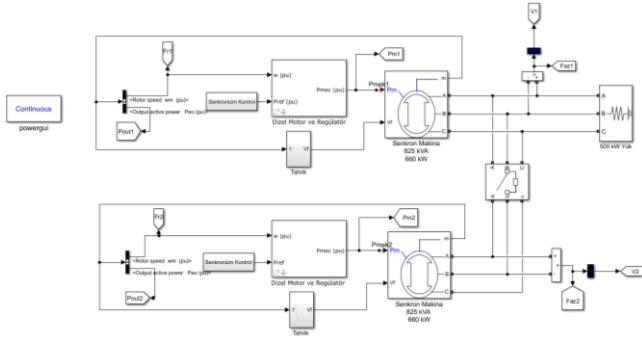 V1
Fr1
Pm1
Faz1
Continuous
powergui
<Rotor speed wm (pu)>
<Output active power Peo (pu)>
Pout1
Senkronizm Kontrol
w (pu)
Pref (pu)
Pmec (pu)
Dizel Motor ve Regülatör
Pmek1
Pm
Vf
m
A
B
C
Senkron Makina
825 kVA
660 kW
A
B
C
500 kW Yük
1
Vf
Tahrik
A
B
C
a
b
c
Fr2
Pm2
<Rotor speed wm (pu)>
<Output active power Peo (pu)>
Pout2
Senkronizm Kontrol
w (pu)
Pref
Pmec (pu)
Dizel Motor ve Regülatör
Pmek2
Pm
Vf
m
A
B
C
Senkron Makina
825 kVA
660 kW
V2
Faz2
Vf
Tahrik